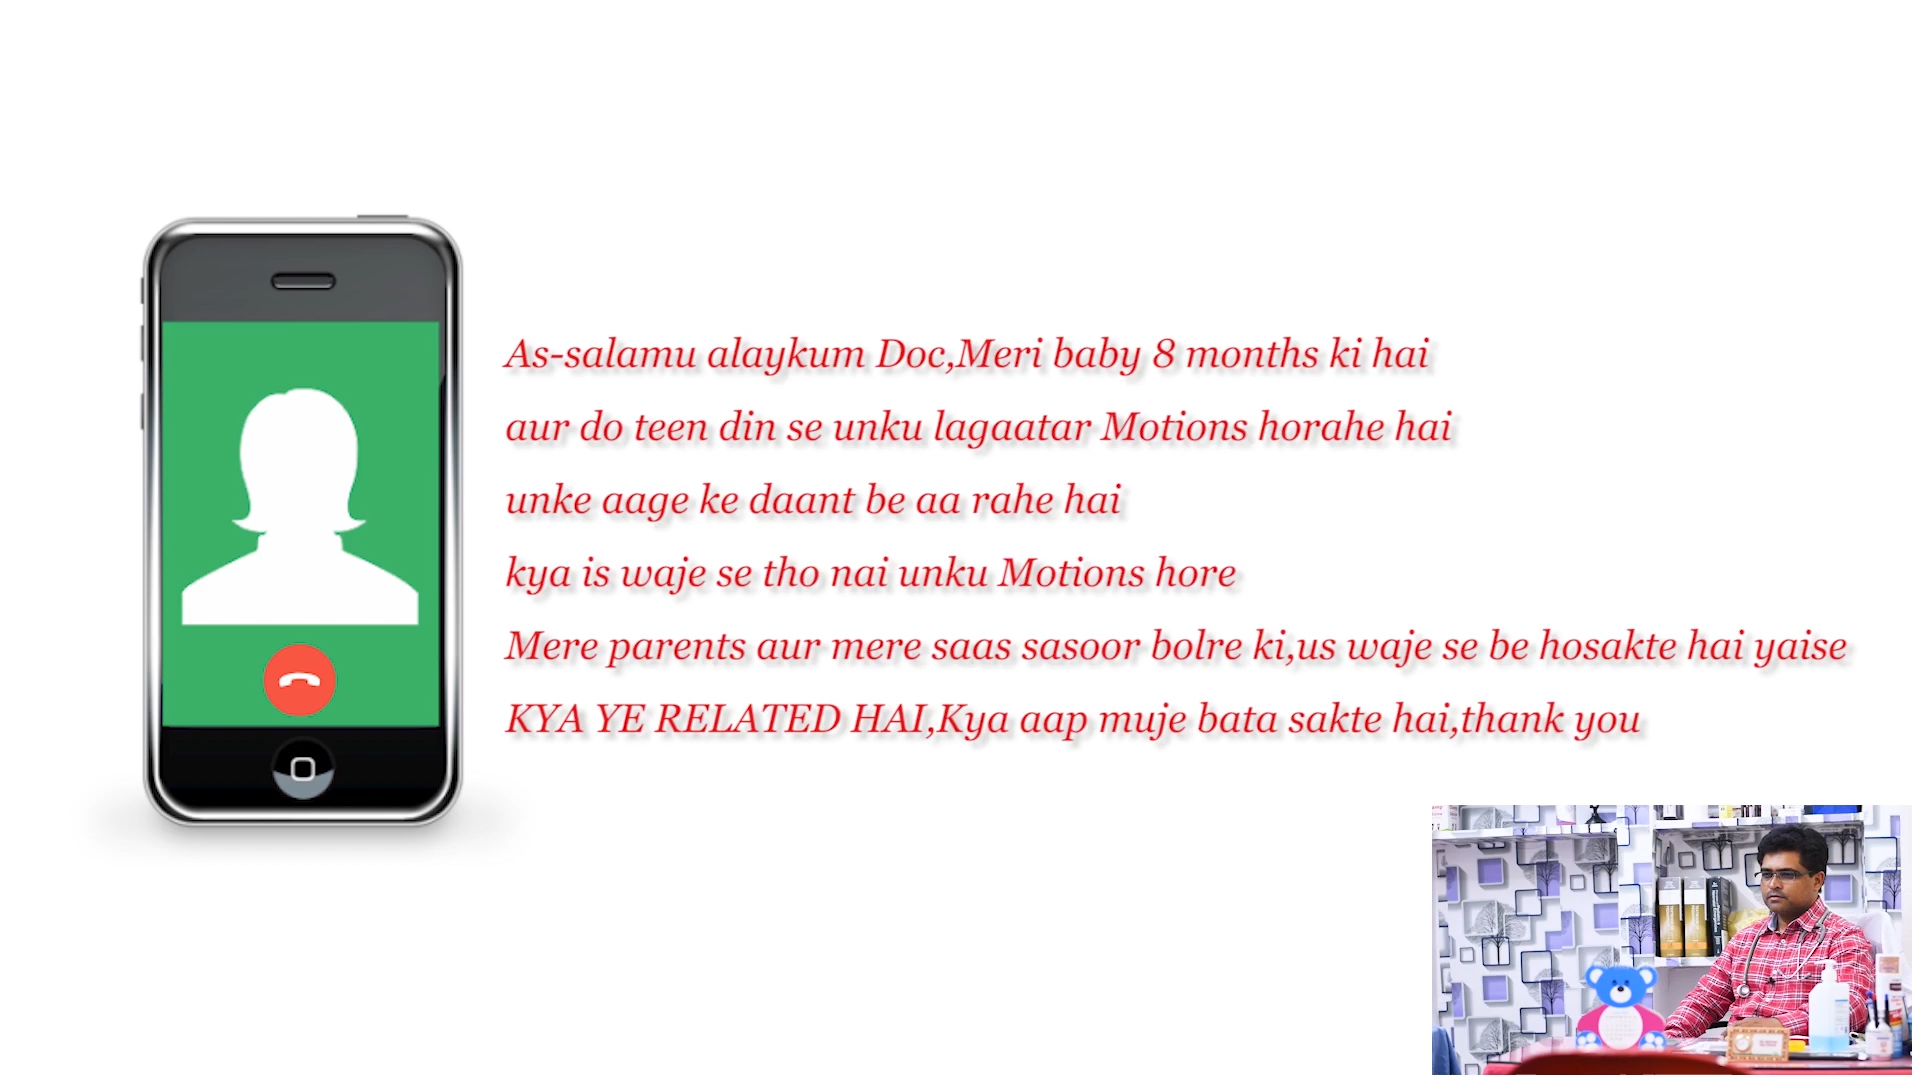 As-salamu alaykum Doc,Meri baby 8 months ki hai
aur do teen din se unku lagaatar Motions horahe hai
unke aage ke daant be aa rahe hai
kya is waje se tho nai unku Motions hore
Mere parents aur mere saas sasoor bolre ki,us waje se be hosakte hai yaise
KYA YE RELATED HAI,Kya aap muje bata sakte hai,thank you